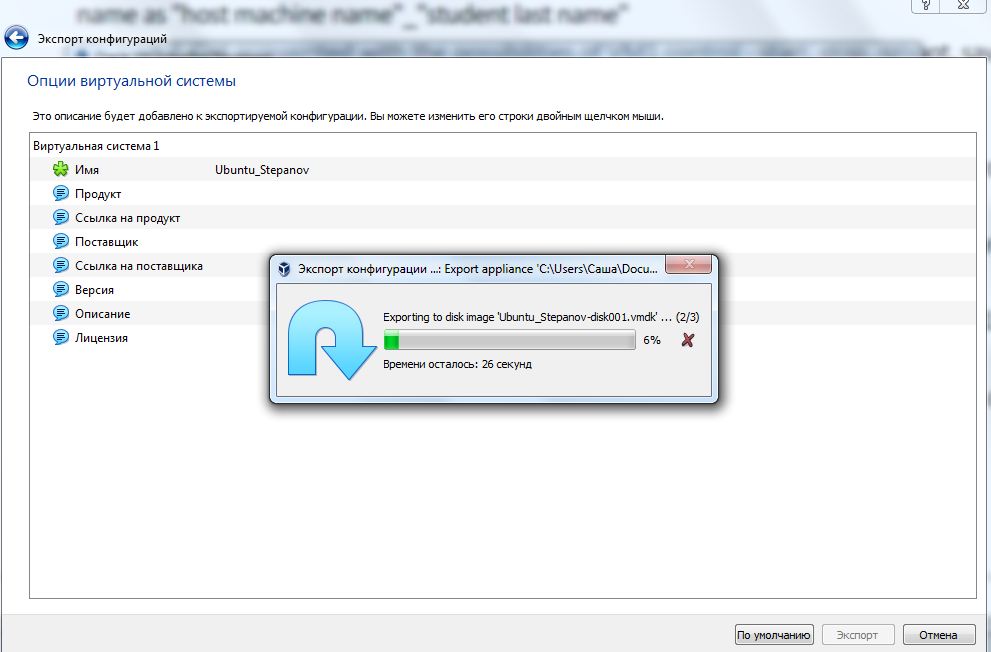 name as "host machine name"_"student last name"
Экспорт конфигураций
Опции виртуальной системы
Это описание будет добавлено к экспортируемой конфигурации. Вы можете изменить его строки двойным щелчком мыши.
Виртуальная система 1
Имя Ubuntu_Stepanov
Продукт
Ссылка на продукт
Поставщик
Ссылка на поставщика
Версия
Описание
Лицензия
Экспорт конфигурации ...: Export appliance 'C:\Users\Саша\Docu...
Exporting to disk image 'Ubuntu_Stepanov-disk001.vmdk' ... (2/3)
6%
Времени осталось: 26 секунд
По умолчанию Экспорт Отмена